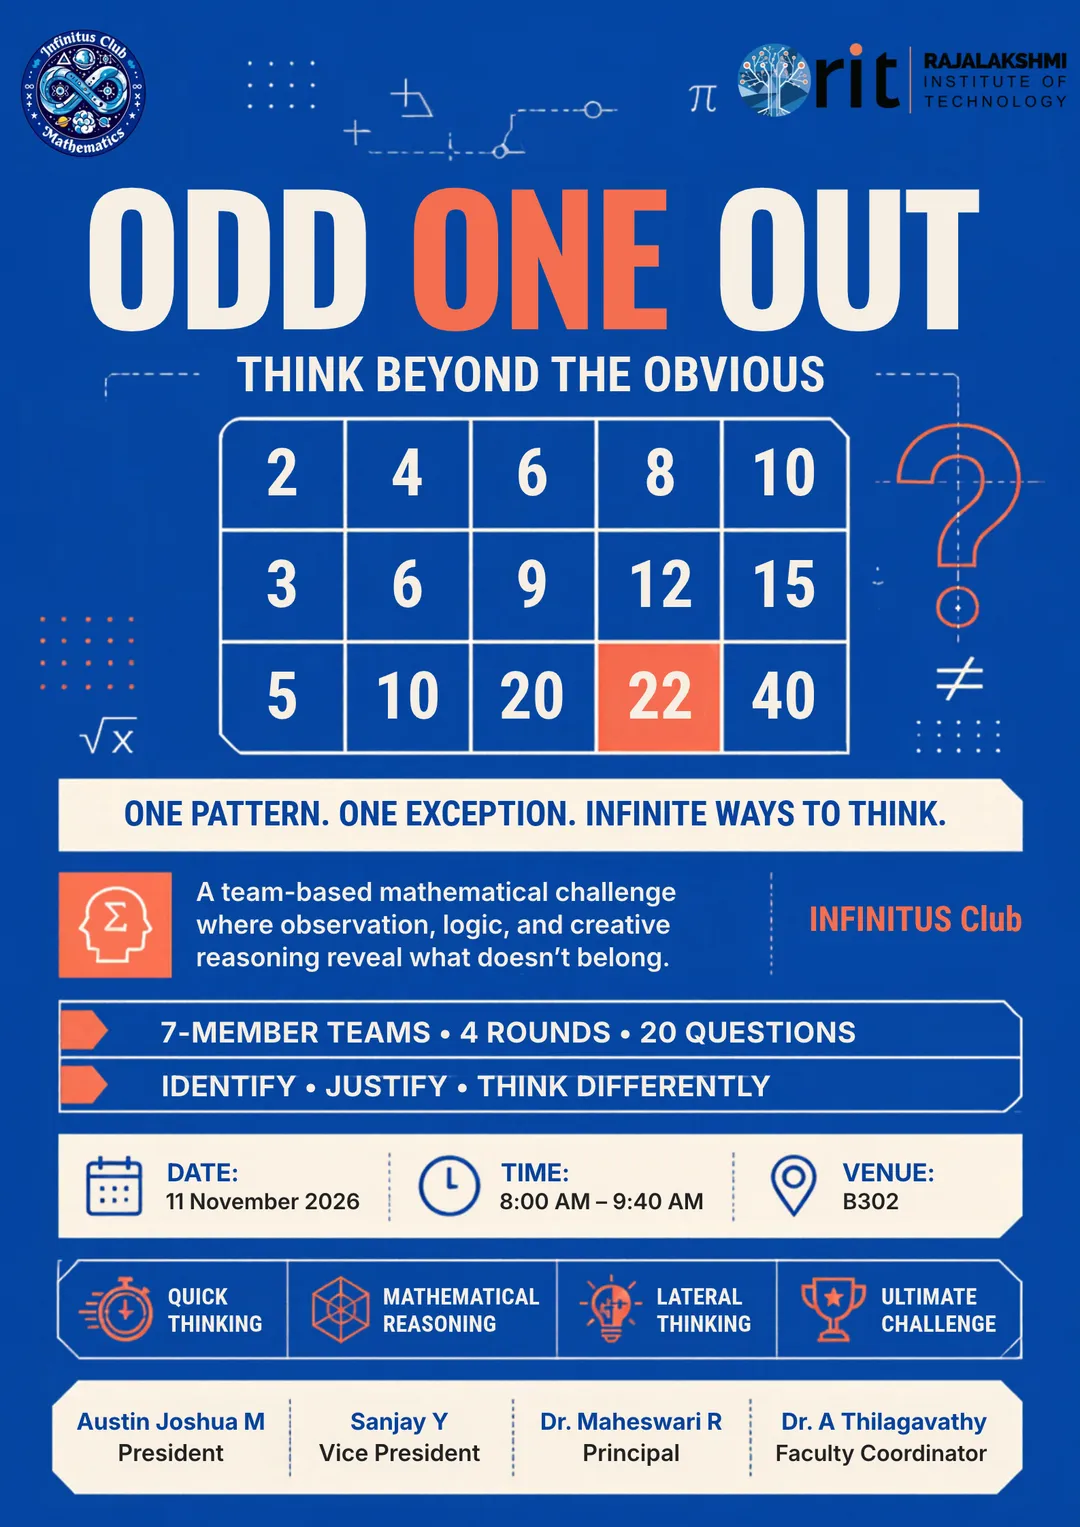 Infinitus Club
Mathematics
π
rit
RAJALAKSHMI
INSTITUTE OF
TECHNOLOGY
ODD ONE OUT
THINK BEYOND THE OBVIOUS
2 4 6 8 10
3 6 9 12 15
5 10 20 22 40
?
≠
√x
ONE PATTERN. ONE EXCEPTION. INFINITE WAYS TO THINK.
Σ
A team-based mathematical challenge
where observation, logic, and creative
reasoning reveal what doesn't belong.
INFINITUS Club
7-MEMBER TEAMS • 4 ROUNDS • 20 QUESTIONS
IDENTIFY • JUSTIFY • THINK DIFFERENTLY
DATE:
11 November 2026
TIME:
8:00 AM – 9:40 AM
VENUE:
B302
QUICK
THINKING
MATHEMATICAL
REASONING
LATERAL
THINKING
ULTIMATE
CHALLENGE
Austin Joshua M
President
Sanjay Y
Vice President
Dr. Maheswari R
Principal
Dr. A Thilagavathy
Faculty Coordinator